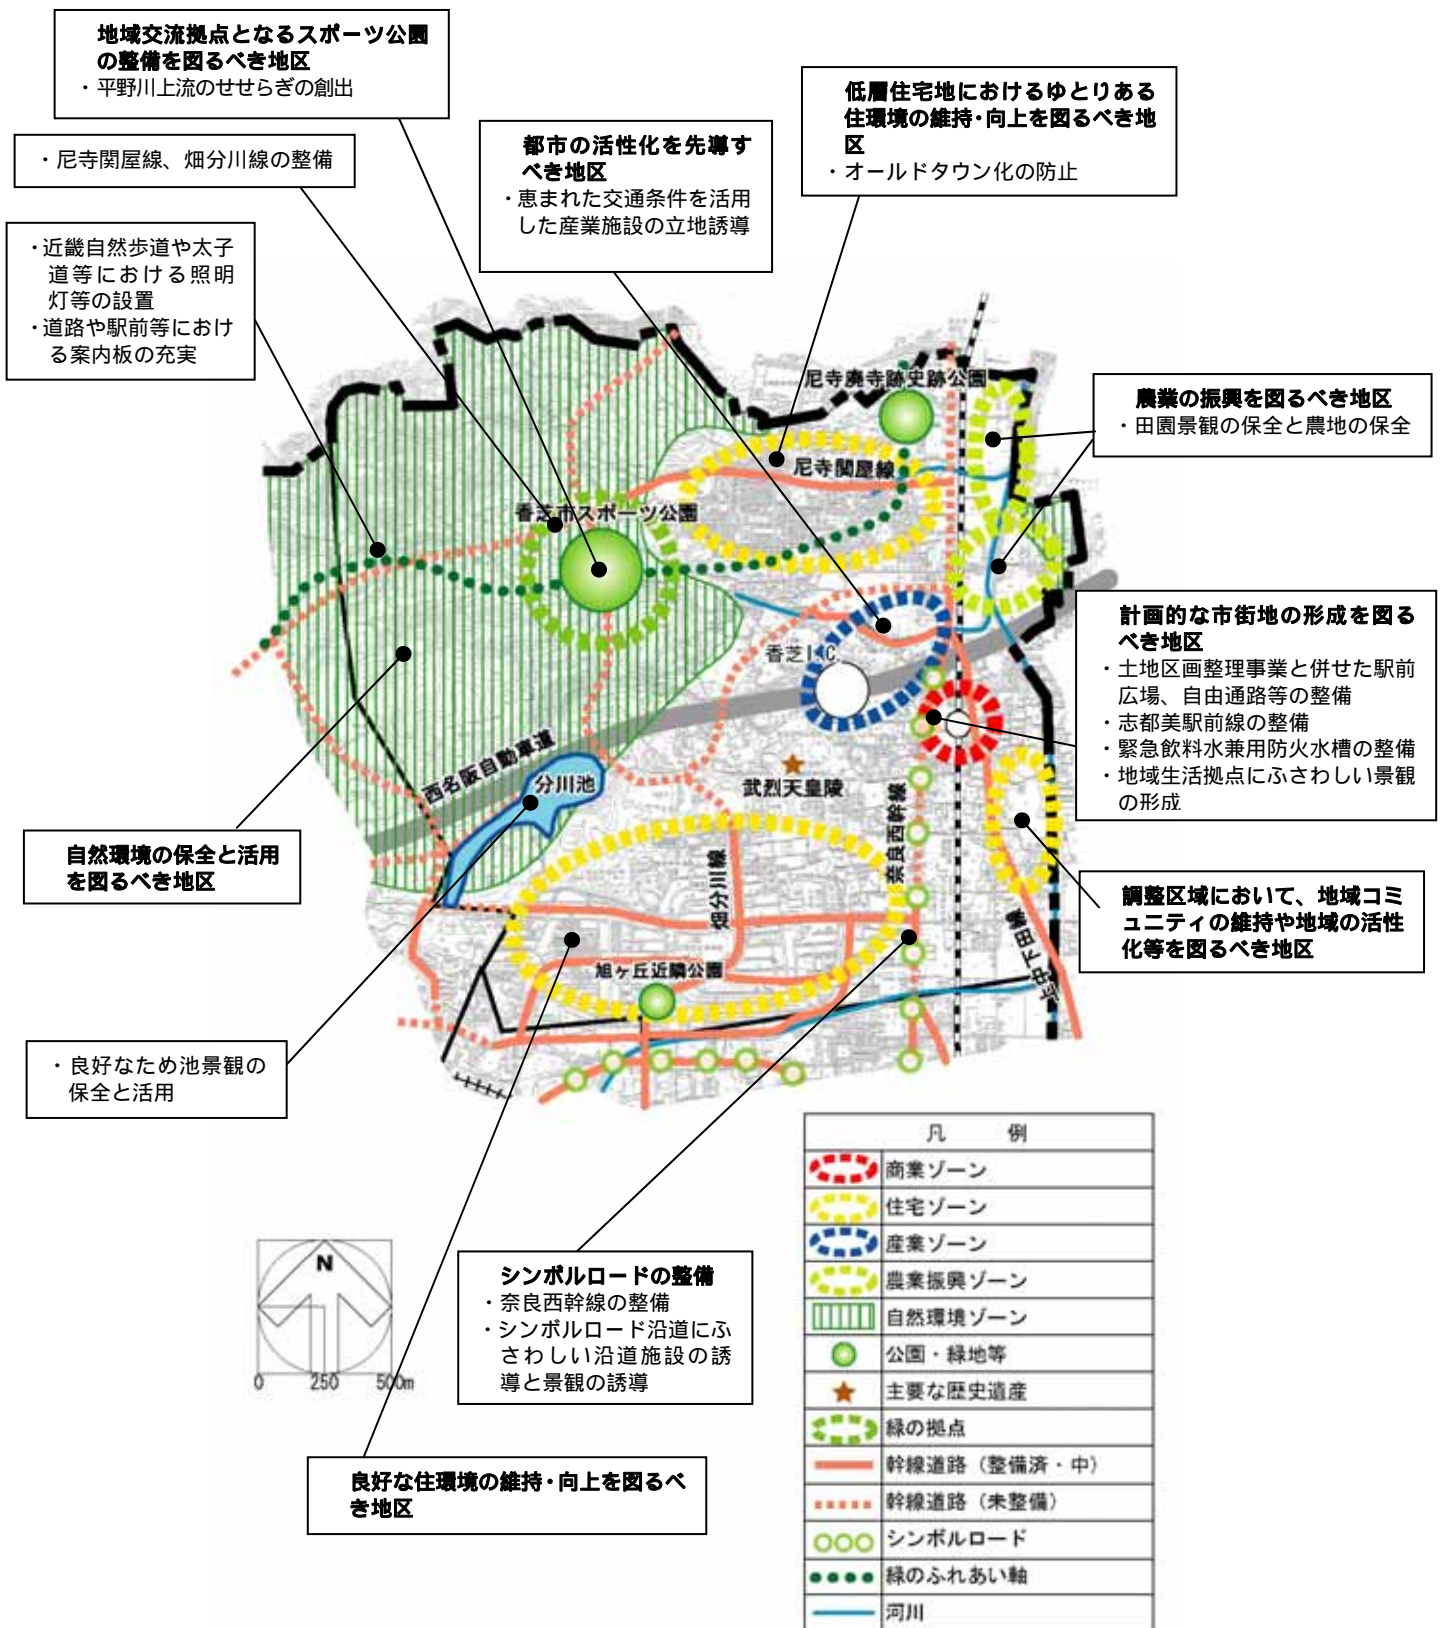 地域交流拠点となるスポーツ公園
の整備を図るべき地区
・平野川上流のせせらぎの創出
・尼寺関屋線、畑分川線の整備
・近畿自然歩道や太子
道等における照明
灯等の設置
・道路や駅前等におけ
る案内板の充実
都市の活性化を先導す
べき地区
・恵まれた交通条件を活用
した産業施設の立地誘導
低層住宅地におけるゆとりある
住環境の維持・向上を図るべき地
区
・オールドタウン化の防止
農業の振興を図るべき地区
・田園景観の保全と農地の保全
計画的な市街地の形成を図る
べき地区
・土地区画整理事業と併せた駅前
広場、自由通路等の整備
・志都美駅前線の整備
・緊急飲料水兼用防火水槽の整備
・地域生活拠点にふさわしい景観
の形成
調整区域において、地域コミ
ュニティの維持や地域の活性
化等を図るべき地区
自然環境の保全と活用
を図るべき地区
・良好なため池景観の
保全と活用
シンボルロードの整備
・奈良西幹線の整備
・シンボルロード沿道にふ
さわしい沿道施設の誘
導と景観の誘導
良好な住環境の維持・向上を図るべ
き地区
尼寺廃寺跡史跡公園
尼寺関屋線
香芝市スポーツ公園
香芝IC
西名阪自動車道
分川池
武烈天皇陵
奈良西幹線
畑分川線
旭ヶ丘近隣公園
上中下田線
N
0 250 500m
凡 例
商業ゾーン
住宅ゾーン
産業ゾーン
農業振興ゾーン
自然環境ゾーン
公園・緑地等
主要な歴史遺産
緑の拠点
幹線道路（整備済・中）
幹線道路（未整備）
シンボルロード
緑のふれあい軸
河川